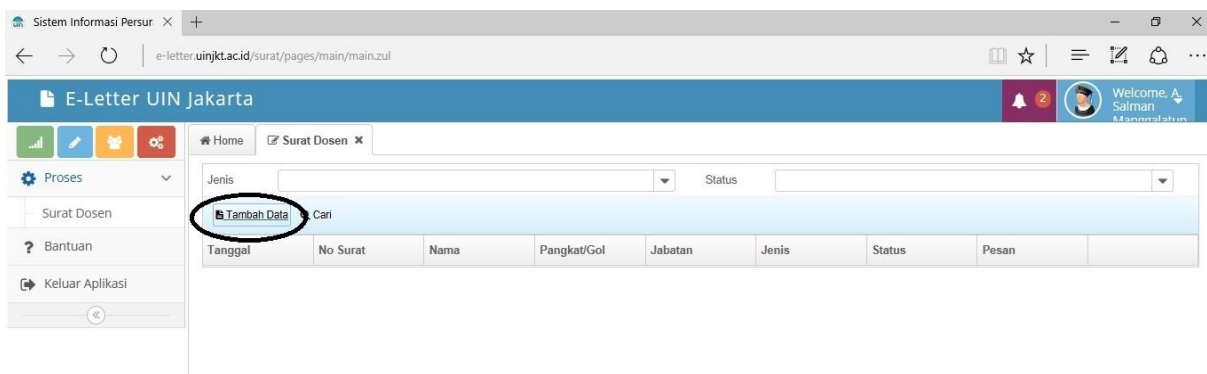 Sistem Informasi Persur
e-letter.uinjkt.ac.id/surat/pages/main/main.zul
E-Letter UIN Jakarta
2
Welcome, A.
Salman
Manggalatun
Home
Surat Dosen
Proses
Jenis
Status
Surat Dosen
Tambah Data
Cari
Bantuan
Tanggal No Surat Nama Pangkat/Gol Jabatan Jenis Status Pesan
Keluar Aplikasi